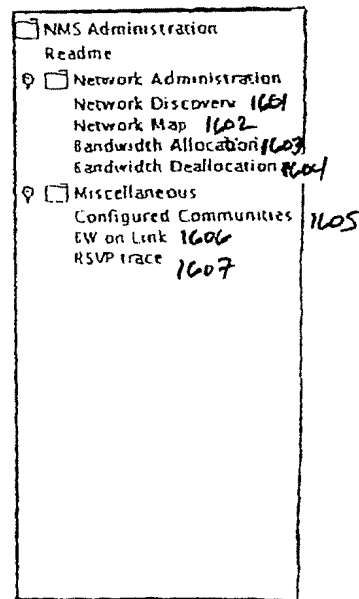 NMS Administration
Readme
Network Administration
Network Discovery 1601
Network Map 1602
Bandwidth Allocation 1603
Bandwidth Deallocation 1604
Miscellaneous
Configured Communities 1605
BW on Link 1606
RSVP trace 1607